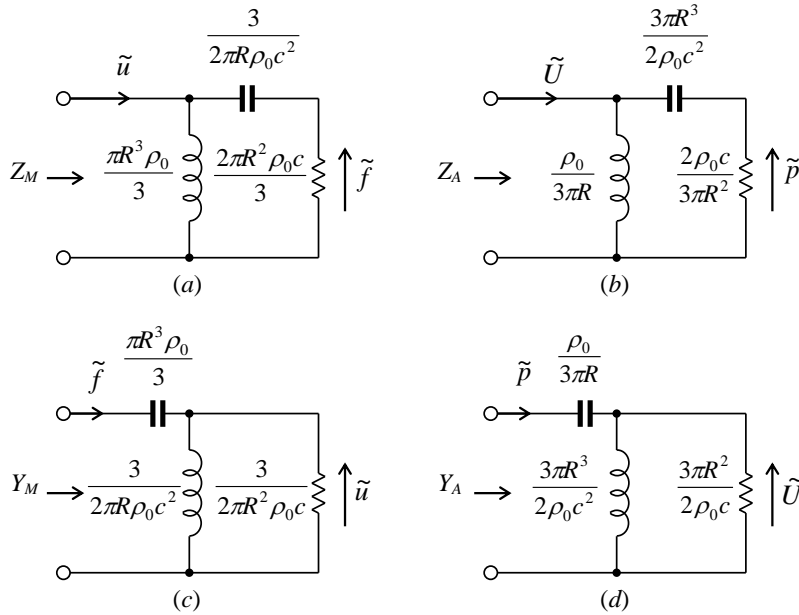 3
2πRρ₀c²
ũ
Z_M
πR³ρ₀
3
2πR²ρ₀c
3
f̃
(a)
3πR³
2ρ₀c²
Ũ
Z_A
ρ₀
3πR
2ρ₀c
3πR²
p̃
(b)
πR³ρ₀
3
f̃
Y_M
3
2πRρ₀c²
3
2πR²ρ₀c
ũ
(c)
ρ₀
3πR
p̃
Y_A
3πR³
2ρ₀c²
3πR²
2ρ₀c
Ũ
(d)